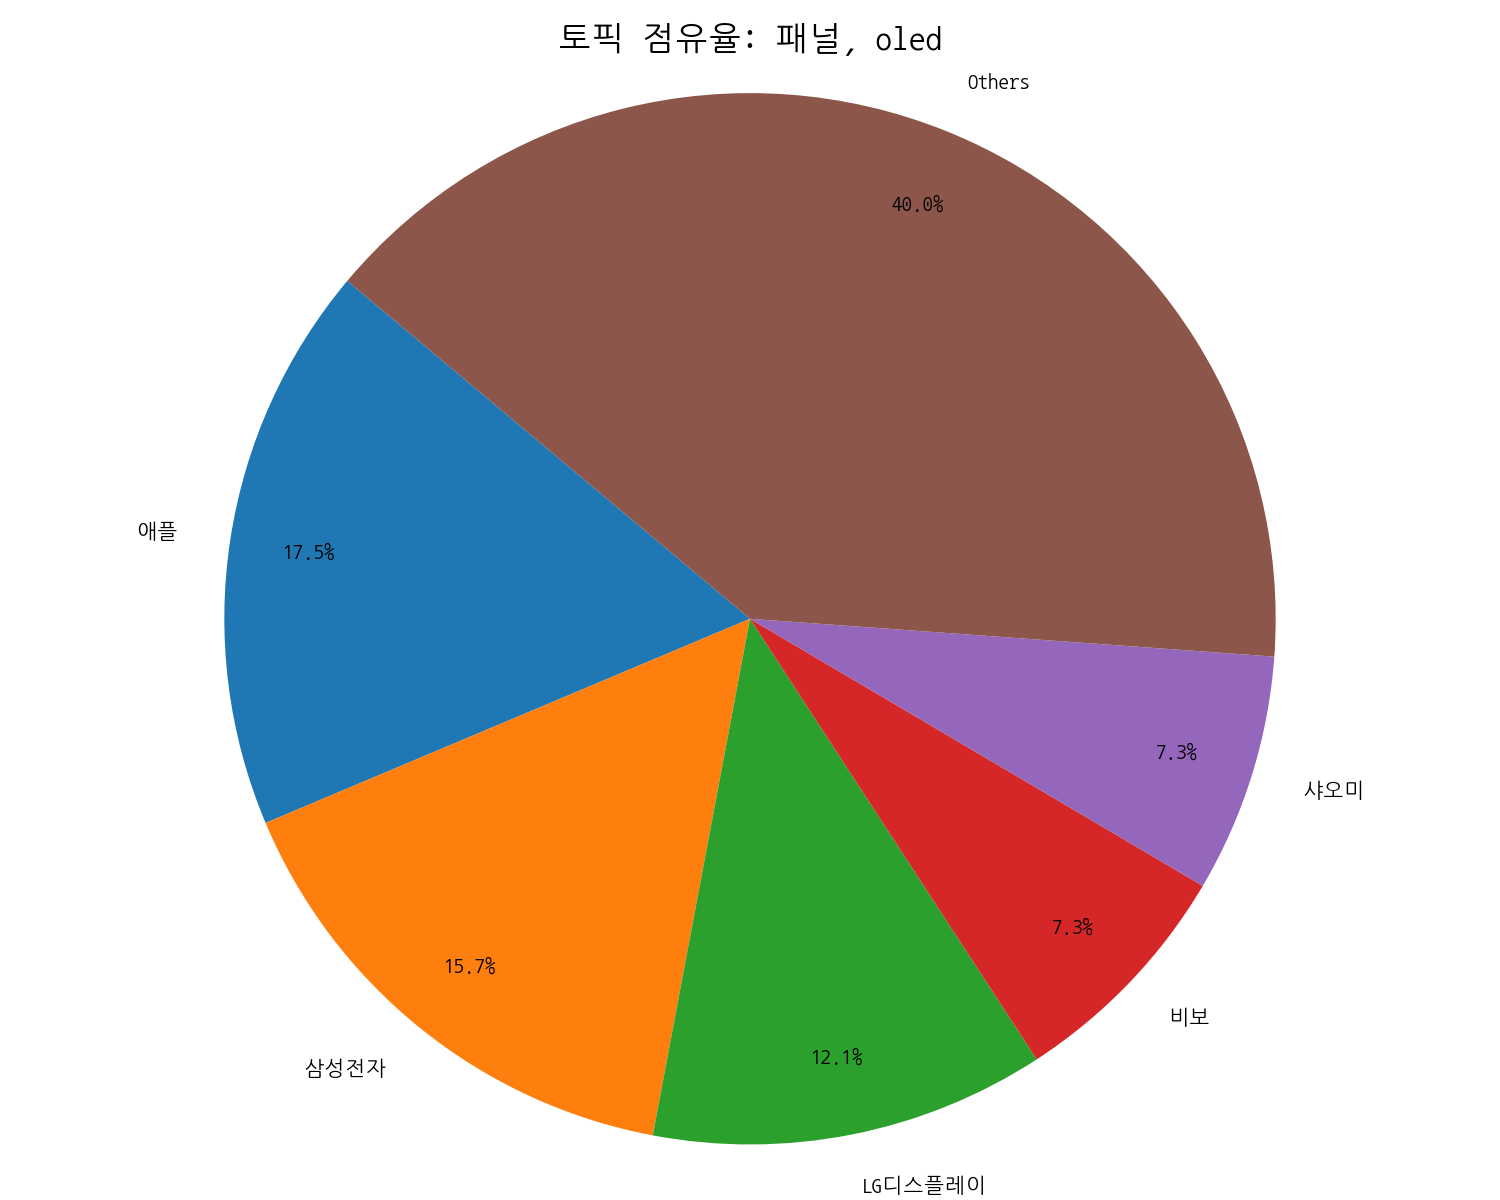 토픽 점유율: 패널, oled
Others
40.0%
애플
17.5%
7.3%
샤오미
7.3%
15.7%
비보
12.1%
삼성전자
LG디스플레이